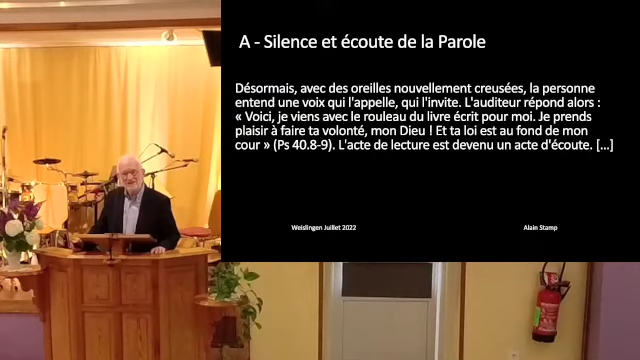 A - Silence et écoute de la Parole
Désormais, avec des oreilles nouvellement creusées, la personne
entend une voix qui l'appelle, qui l'invite. L'auditeur répond alors :
« Voici, je viens avec le rouleau du livre écrit pour moi. Je prends
plaisir à faire ta volonté, mon Dieu ! Et ta loi est au fond de mon
cour » (Ps 40.8-9). L'acte de lecture est devenu un acte d'écoute. [...]
Weislingen Juillet 2022
Alain Stamp